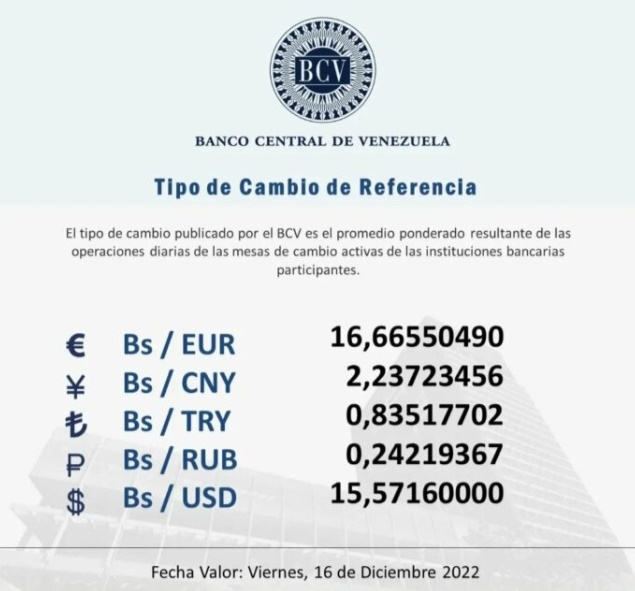 BCV
BANCO CENTRAL DE VENEZUELA
Tipo de Cambio de Referencia
El tipo de cambio publicado por el BCV es el promedio ponderado resultante de las
operaciones diarias de las mesas de cambio activas de las instituciones bancarias
participantes.
€ Bs / EUR 16,66550490
¥ Bs / CNY 2,23723456
₺ Bs / TRY 0,83517702
₽ Bs / RUB 0,24219367
$ Bs / USD 15,57160000
Fecha Valor: Viernes, 16 de Diciembre 2022